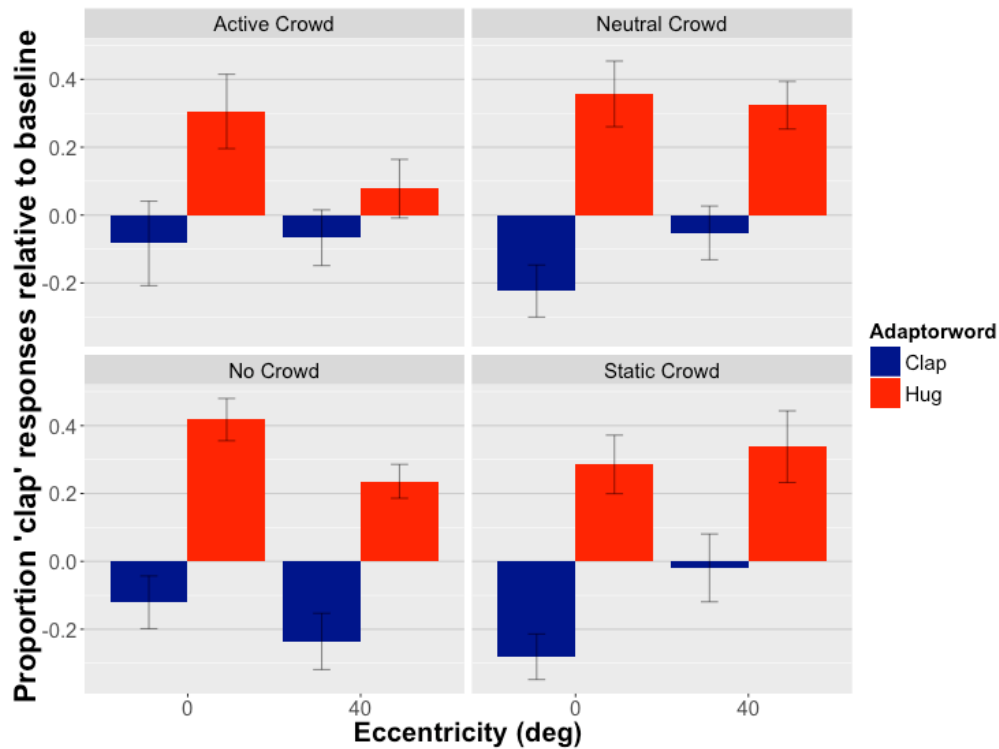 Proportion 'clap' responses relative to baseline
Active Crowd
Neutral Crowd
0.4
0.2
0.0
-0.2
No Crowd
Static Crowd
0.4
0.2
0.0
-0.2
0
40
0
40
Eccentricity (deg)
Adaptorword
Clap
Hug